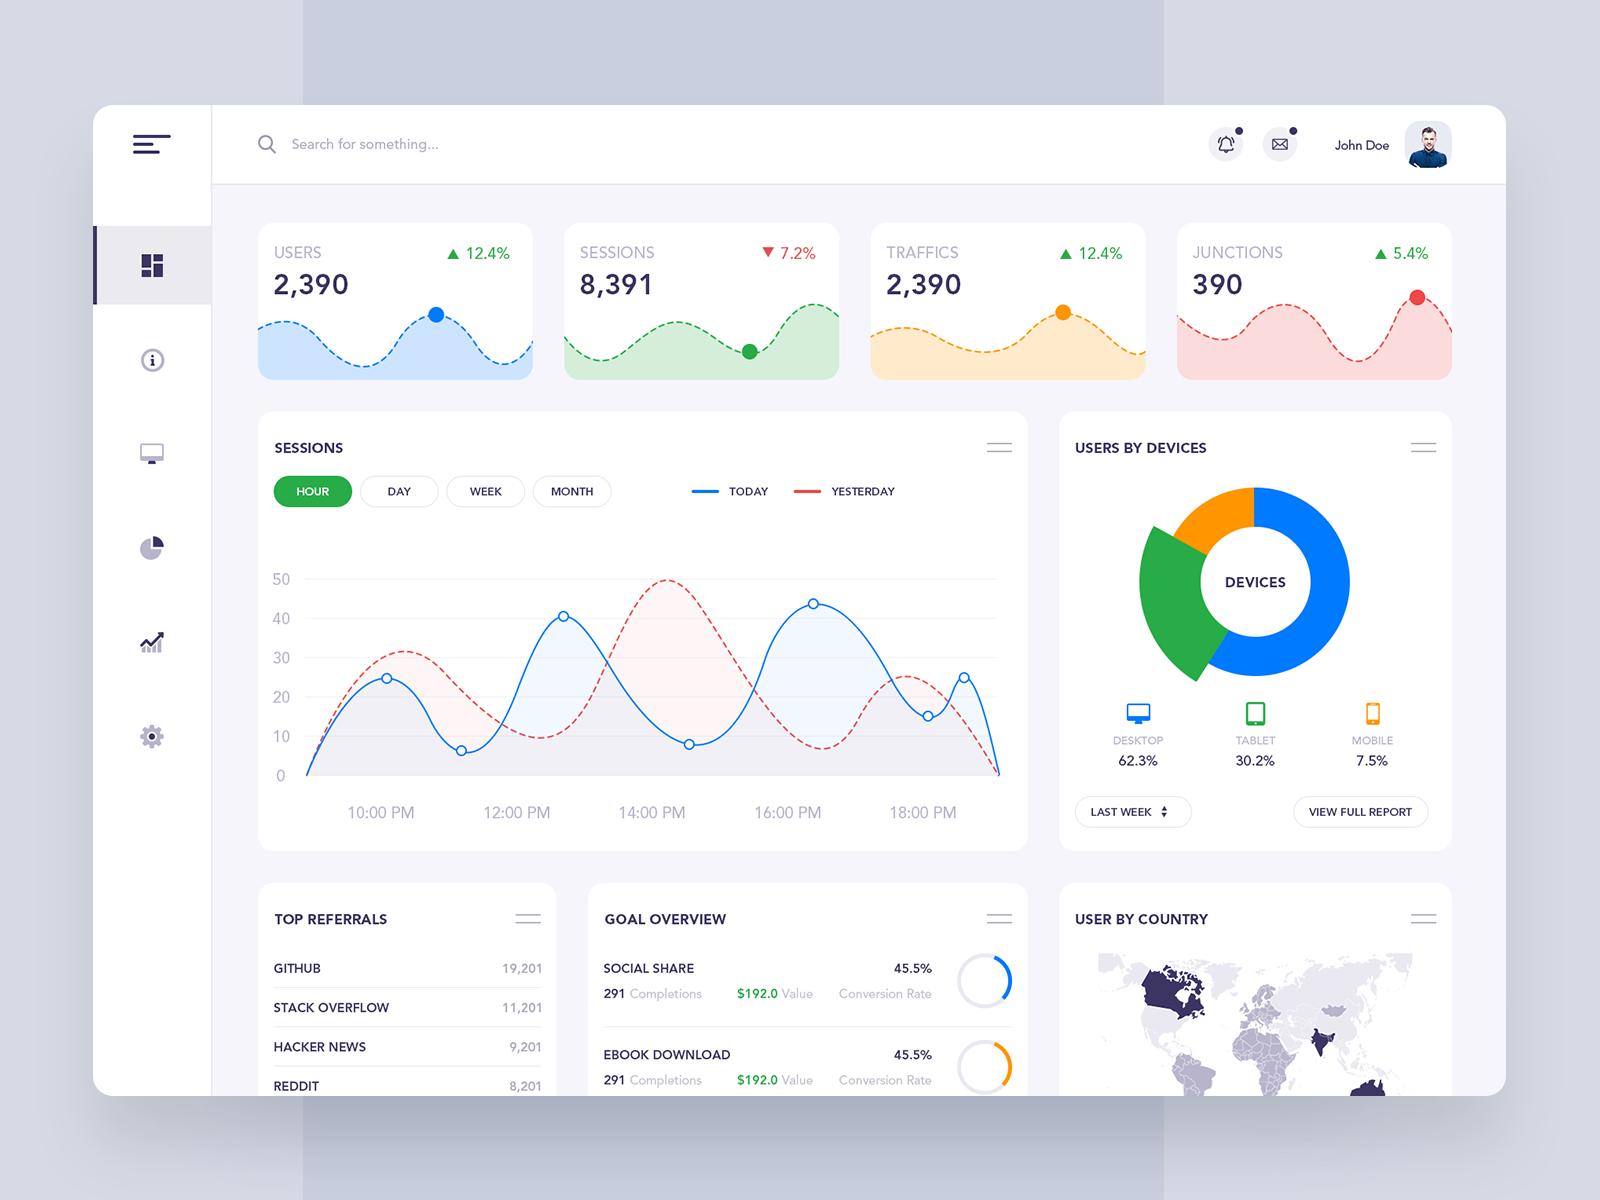 Search for something...
John Doe
USERS
12.4%
2,390
SESSIONS
7.2%
8,391
TRAFFICS
12.4%
2,390
JUNCTIONS
5.4%
390
SESSIONS
HOUR DAY WEEK MONTH
TODAY YESTERDAY
50
40
30
20
10
0
10:00 PM 12:00 PM 14:00 PM 16:00 PM 18:00 PM
USERS BY DEVICES
DEVICES
DESKTOP TABLET MOBILE
62.3% 30.2% 7.5%
LAST WEEK VIEW FULL REPORT
TOP REFERRALS
GITHUB 19,201
STACK OVERFLOW 11,201
HACKER NEWS 9,201
REDDIT 8,201
GOAL OVERVIEW
SOCIAL SHARE 45.5%
291 Completions $192.0 Value Conversion Rate
EBOOK DOWNLOAD 45.5%
291 Completions $192.0 Value Conversion Rate
USER BY COUNTRY